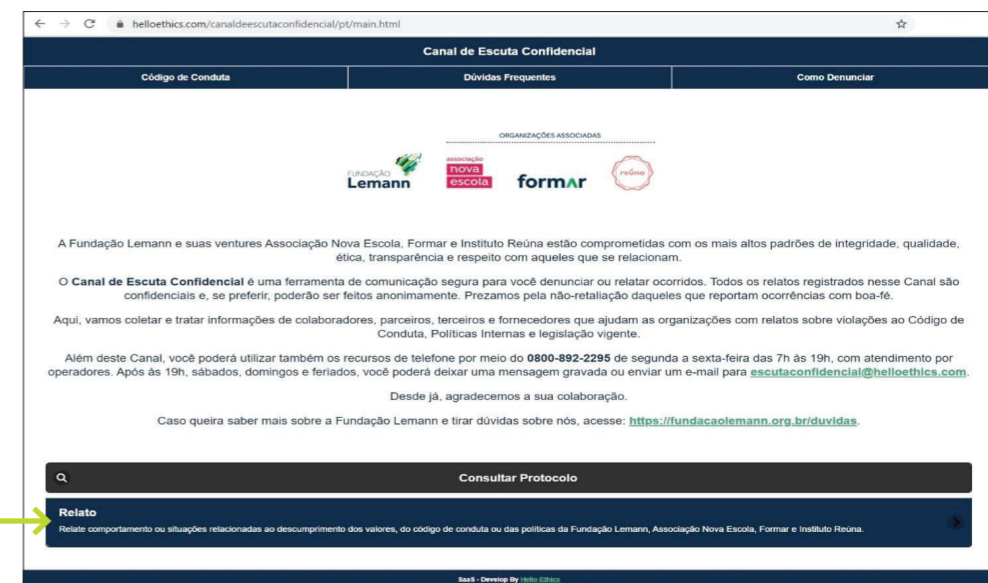 helloethics.com/canaldeescutaconfidencial/pt/main.html
Canal de Escuta Confidencial
Código de Conduta
Dúvidas Frequentes
Como Denunciar
ORGANIZAÇÕES ASSOCIADAS
FUNDAÇÃO
Lemann
associação
nova
escola
formar
reúna
A Fundação Lemann e suas ventures Associação Nova Escola, Formar e Instituto Reúna estão comprometidas com os mais altos padrões de integridade, qualidade,
ética, transparência e respeito com aqueles que se relacionam.
O Canal de Escuta Confidencial é uma ferramenta de comunicação segura para você denunciar ou relatar ocorridos. Todos os relatos registrados nesse Canal são
confidenciais e, se preferir, poderão ser feitos anonimamente. Prezamos pela não-retaliação daqueles que reportam ocorrências com boa-fé.
Aqui, vamos coletar e tratar informações de colaboradores, parceiros, terceiros e fornecedores que ajudam as organizações com relatos sobre violações ao Código de
Conduta, Políticas Internas e legislação vigente.
Além deste Canal, você poderá utilizar também os recursos de telefone por meio do 0800-892-2295 de segunda a sexta-feira das 7h às 19h, com atendimento por
operadores. Após às 19h, sábados, domingos e feriados, você poderá deixar uma mensagem gravada ou enviar um e-mail para escutaconfidencial@helloethics.com.
Desde já, agradecemos a sua colaboração.
Caso queira saber mais sobre a Fundação Lemann e tirar dúvidas sobre nós, acesse: https://fundacaolemann.org.br/duvidas.
Consultar Protocolo
Relato
Relate comportamento ou situações relacionadas ao descumprimento dos valores, do código de conduta ou das políticas da Fundação Lemann, Associação Nova Escola, Formar e Instituto Reúna.
SaaS - Develop By Hello Ethics